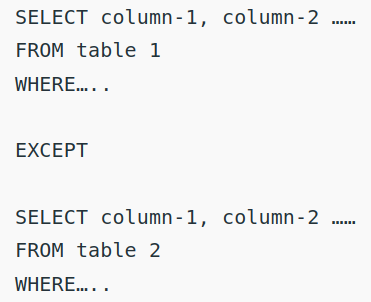 SELECT column-1, column-2 ……
FROM table 1
WHERE…..
EXCEPT
SELECT column-1, column-2 ……
FROM table 2
WHERE…..